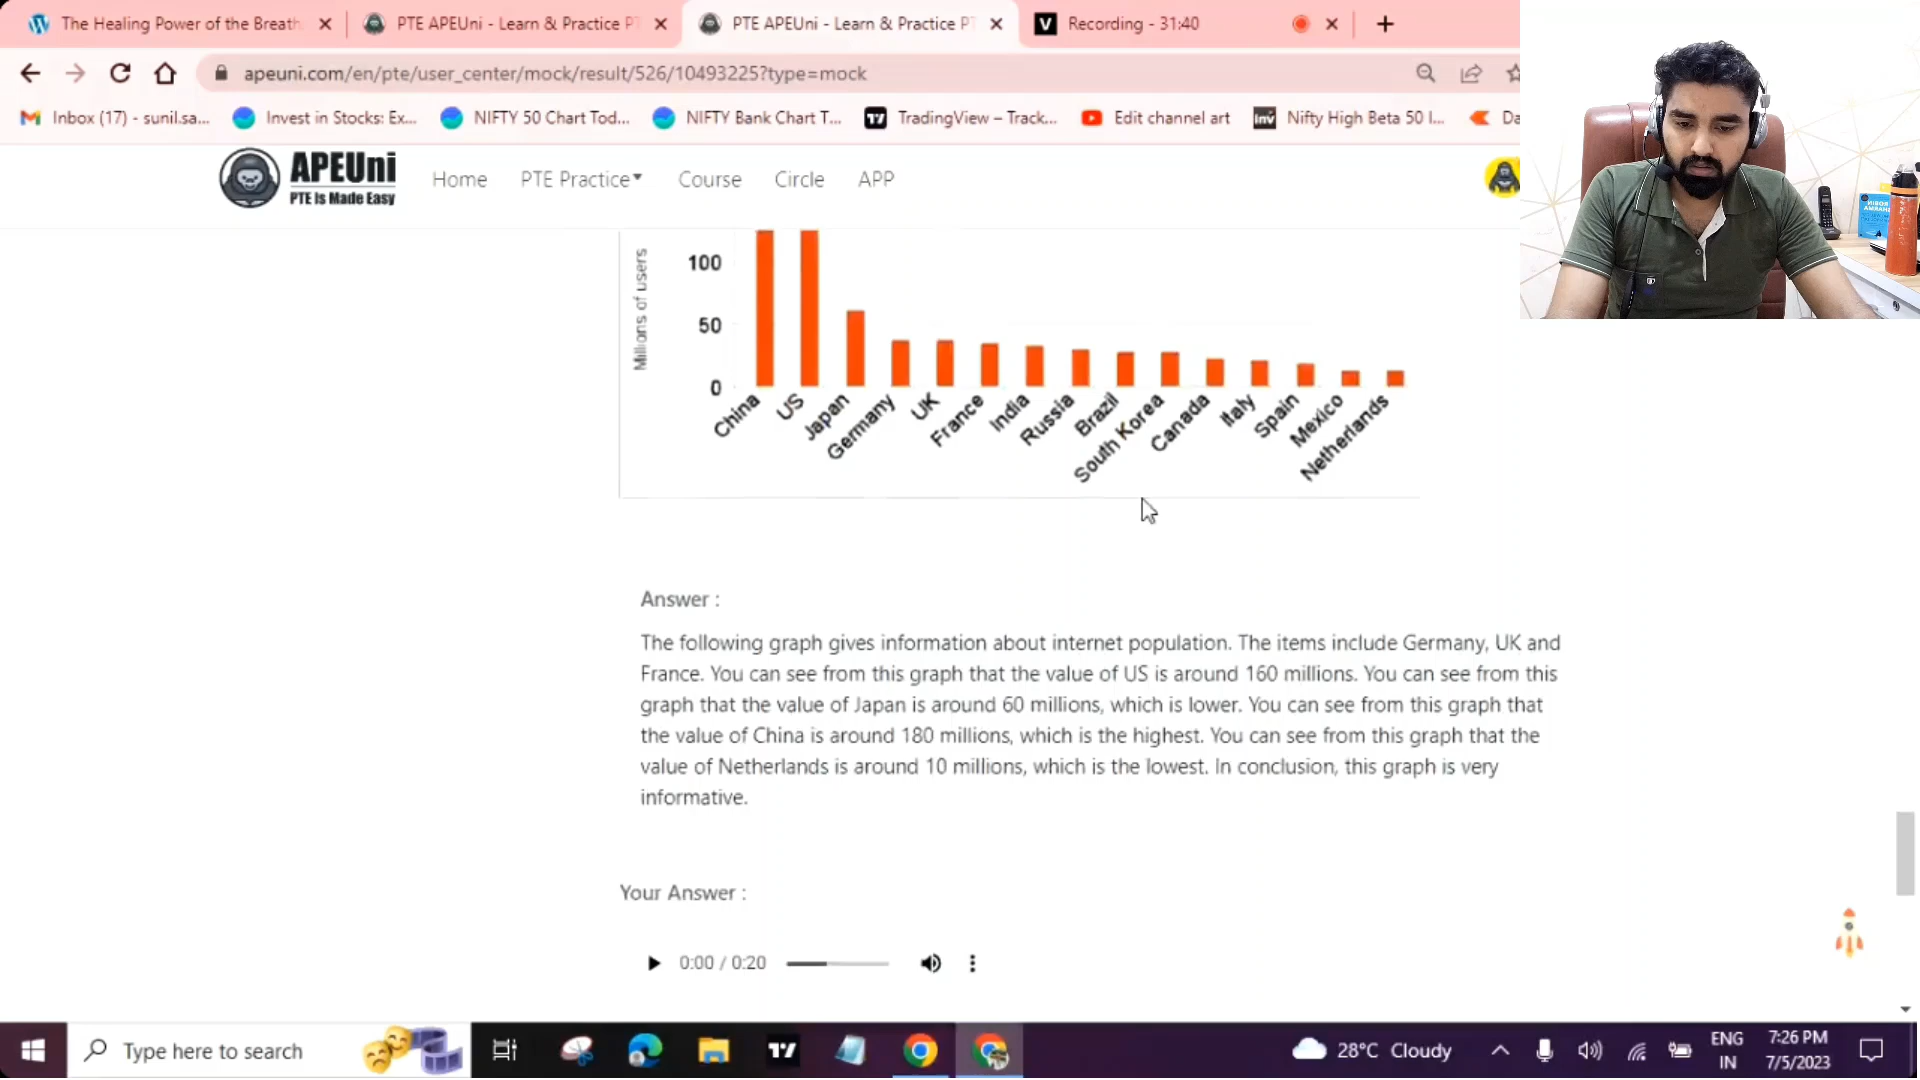 The Healing Power of the Breath
PTE APEUni - Learn & Practice PT
PTE APEUni - Learn & Practice PT
V
Recording - 31:40
apeuni.com/en/pte/user_center/mock/result/526/10493225?type=mock
Inbox (17) - sunil.sa...
Invest in Stocks: Ex...
NIFTY 50 Chart Tod...
NIFTY Bank Chart T...
TradingView – Track...
Edit channel art
Inv
Nifty High Beta 50 I...
Da
APEUni
PTE Is Made Easy
Home
PTE Practice
Course
Circle
APP
Millions of users
100
50
0
China
US
Japan
Germany
UK
France
India
Russia
Brazil
South Korea
Canada
Italy
Spain
Mexico
Netherlands
Answer :
The following graph gives information about internet population. The items include Germany, UK and
France. You can see from this graph that the value of US is around 160 millions. You can see from this
graph that the value of Japan is around 60 millions, which is lower. You can see from this graph that
the value of China is around 180 millions, which is the highest. You can see from this graph that the
value of Netherlands is around 10 millions, which is the lowest. In conclusion, this graph is very
informative.
Your Answer :
0:00 / 0:20
Type here to search
28°C Cloudy
ENG
IN
7:26 PM
7/5/2023